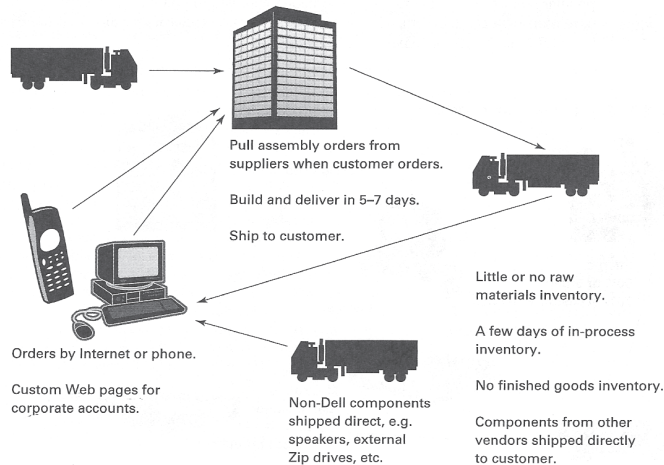 Pull assembly orders from
suppliers when customer orders.
Build and deliver in 5–7 days.
Ship to customer.
Orders by Internet or phone.
Custom Web pages for
corporate accounts.
Non-Dell components
shipped direct, e.g.
speakers, external
Zip drives, etc.
Little or no raw
materials inventory.
A few days of in-process
inventory.
No finished goods inventory.
Components from other
vendors shipped directly
to customer.